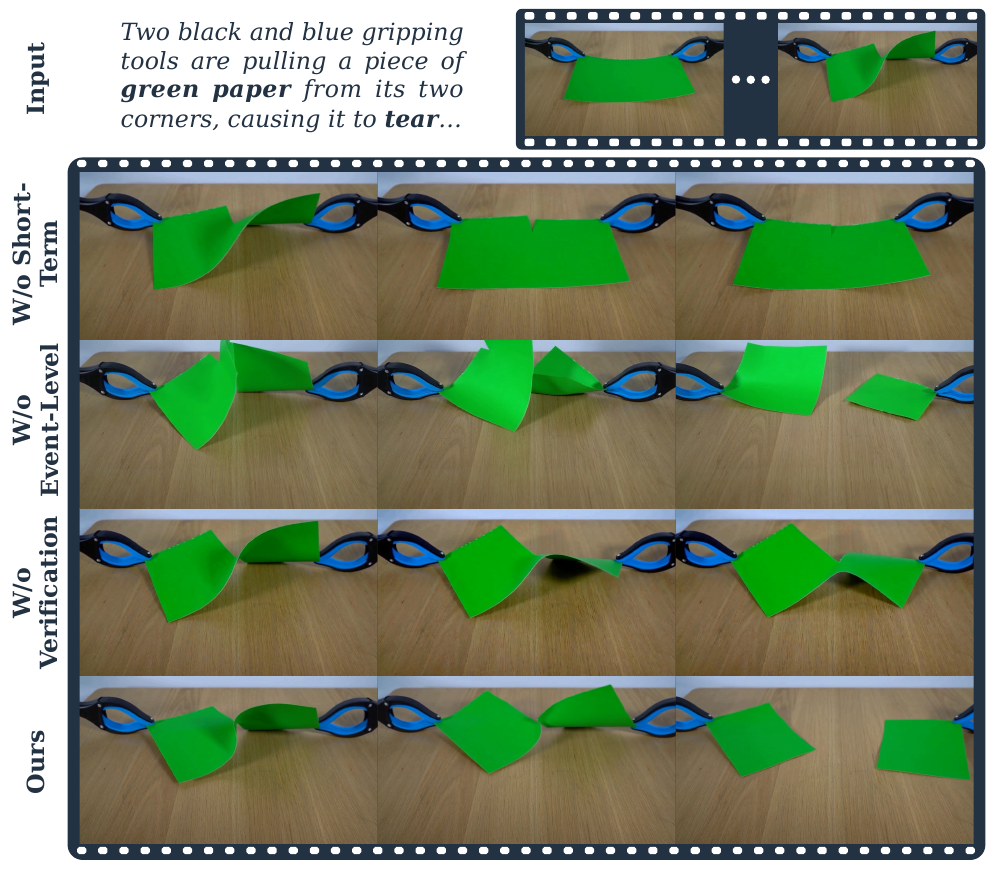 Input
Two black and blue gripping
tools are pulling a piece of
green paper from its two
corners, causing it to tear...
W/o Short-
Term
W/o
Event-Level
W/o
Verification
Ours